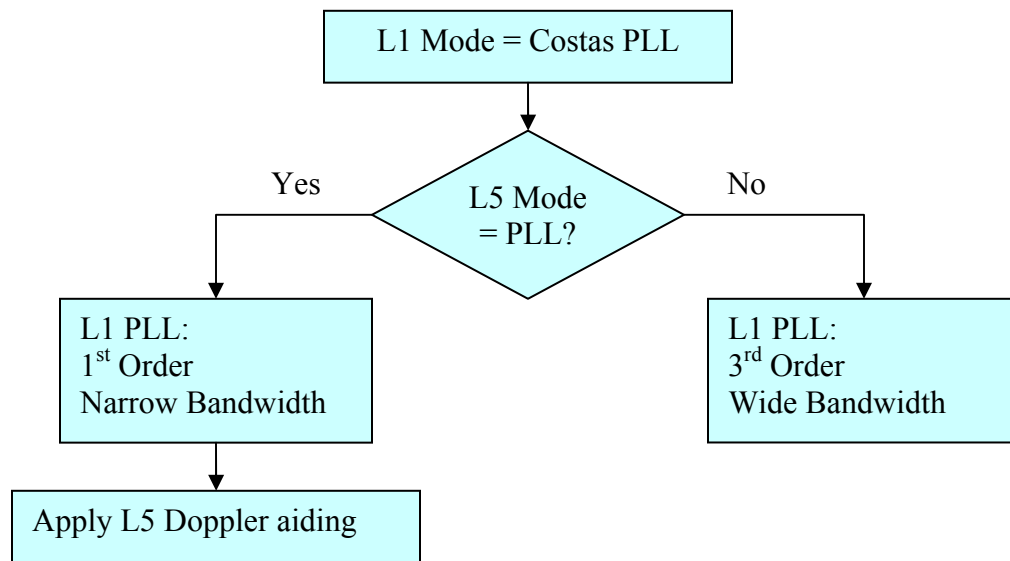 L1 Mode = Costas PLL
Yes
No
L5 Mode
= PLL?
L1 PLL:
1st Order
Narrow Bandwidth
L1 PLL:
3rd Order
Wide Bandwidth
Apply L5 Doppler aiding